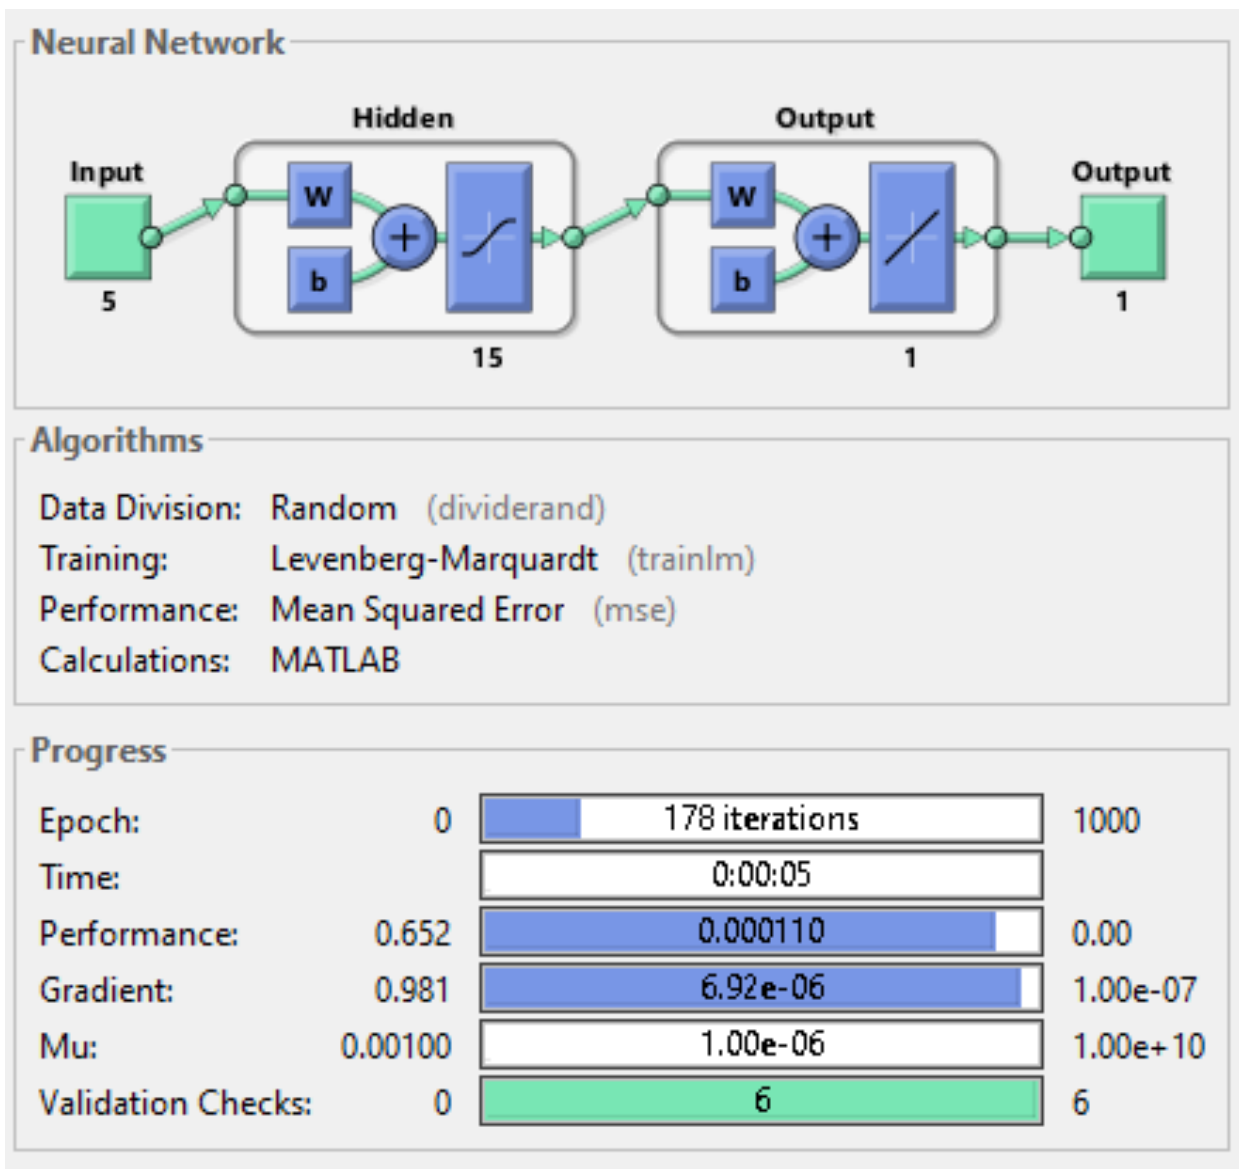 Neural Network
Hidden
Output
Input
Output
W
W
b
b
5
1
15
1
Algorithms
Data Division: Random (dividerand)
Training: Levenberg-Marquardt (trainlm)
Performance: Mean Squared Error (mse)
Calculations: MATLAB
Progress
Epoch: 0 178 iterations 1000
Time: 0:00:05
Performance: 0.652 0.000110 0.00
Gradient: 0.981 6.92e-06 1.00e-07
Mu: 0.00100 1.00e-06 1.00e+10
Validation Checks: 0 6 6